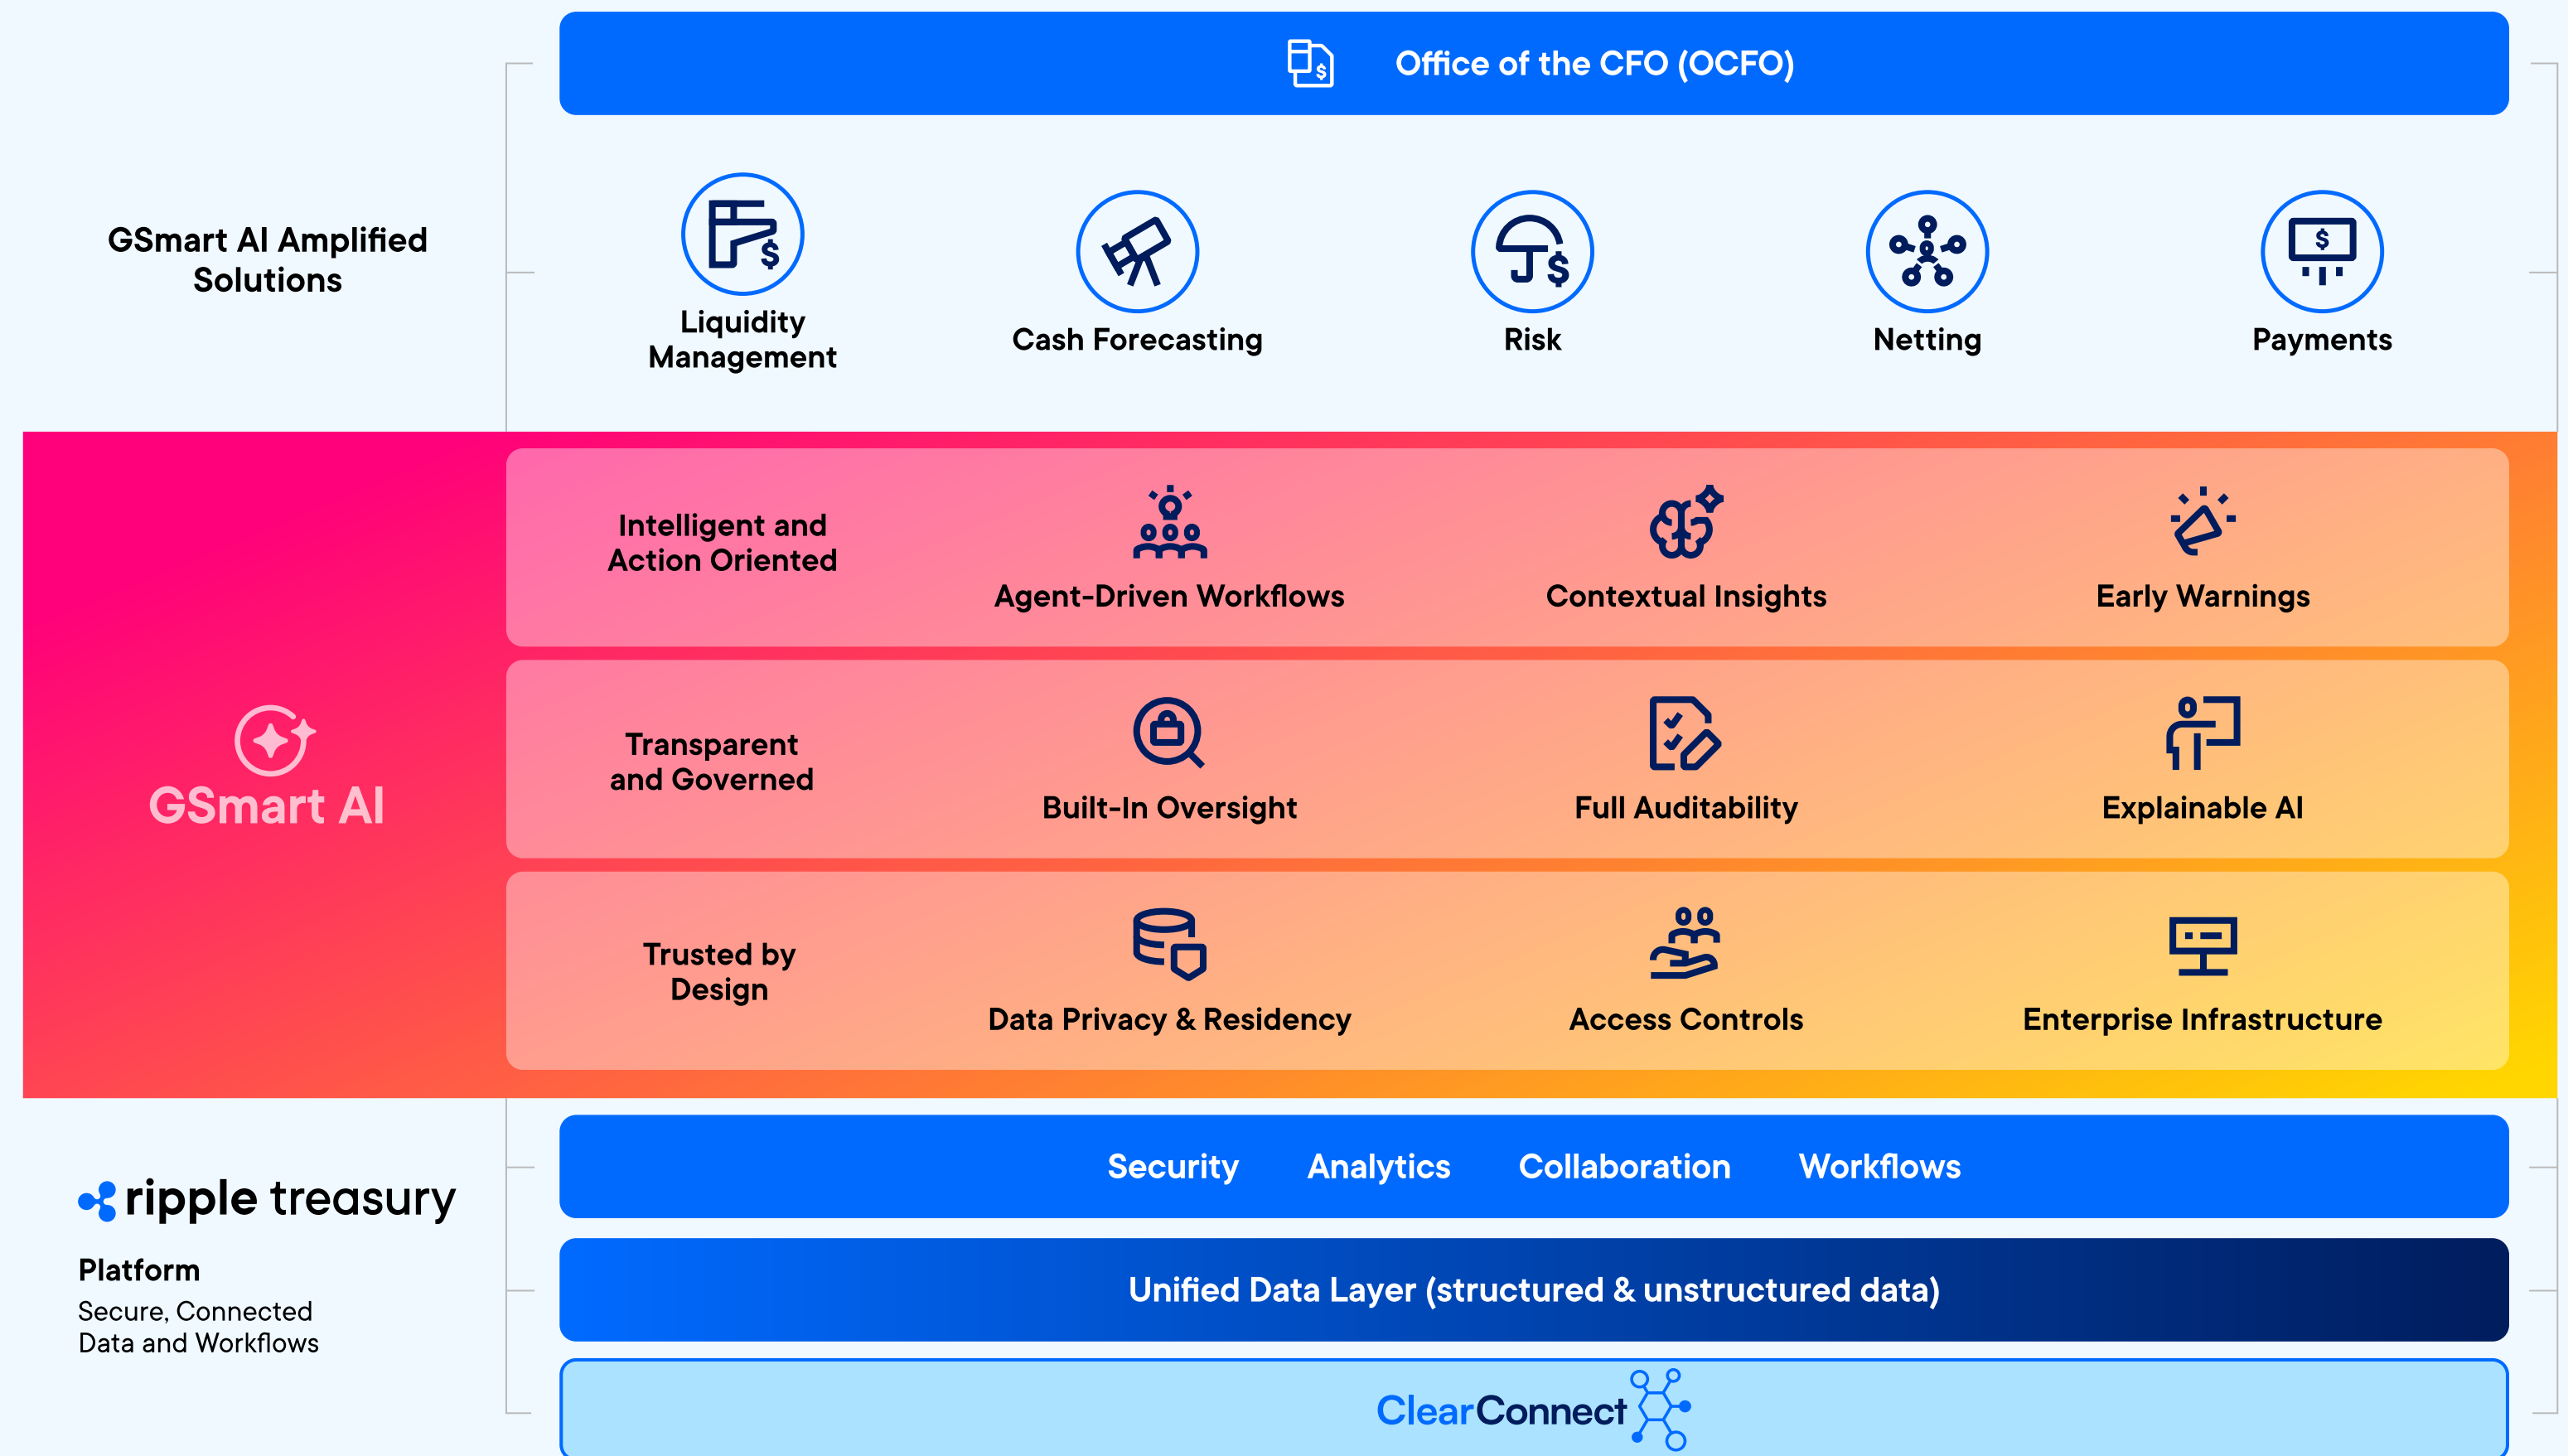 Office of the CFO (OCFO)
GSmart AI Amplified
Solutions
Liquidity
Management
Cash Forecasting
Risk
Netting
Payments
GSmart AI
Intelligent and
Action Oriented
Agent-Driven Workflows
Contextual Insights
Early Warnings
Transparent
and Governed
Built-In Oversight
Full Auditability
Explainable AI
Trusted by
Design
Data Privacy & Residency
Access Controls
Enterprise Infrastructure
ripple treasury
Platform
Secure, Connected
Data and Workflows
Security Analytics Collaboration Workflows
Unified Data Layer (structured & unstructured data)
ClearConnect